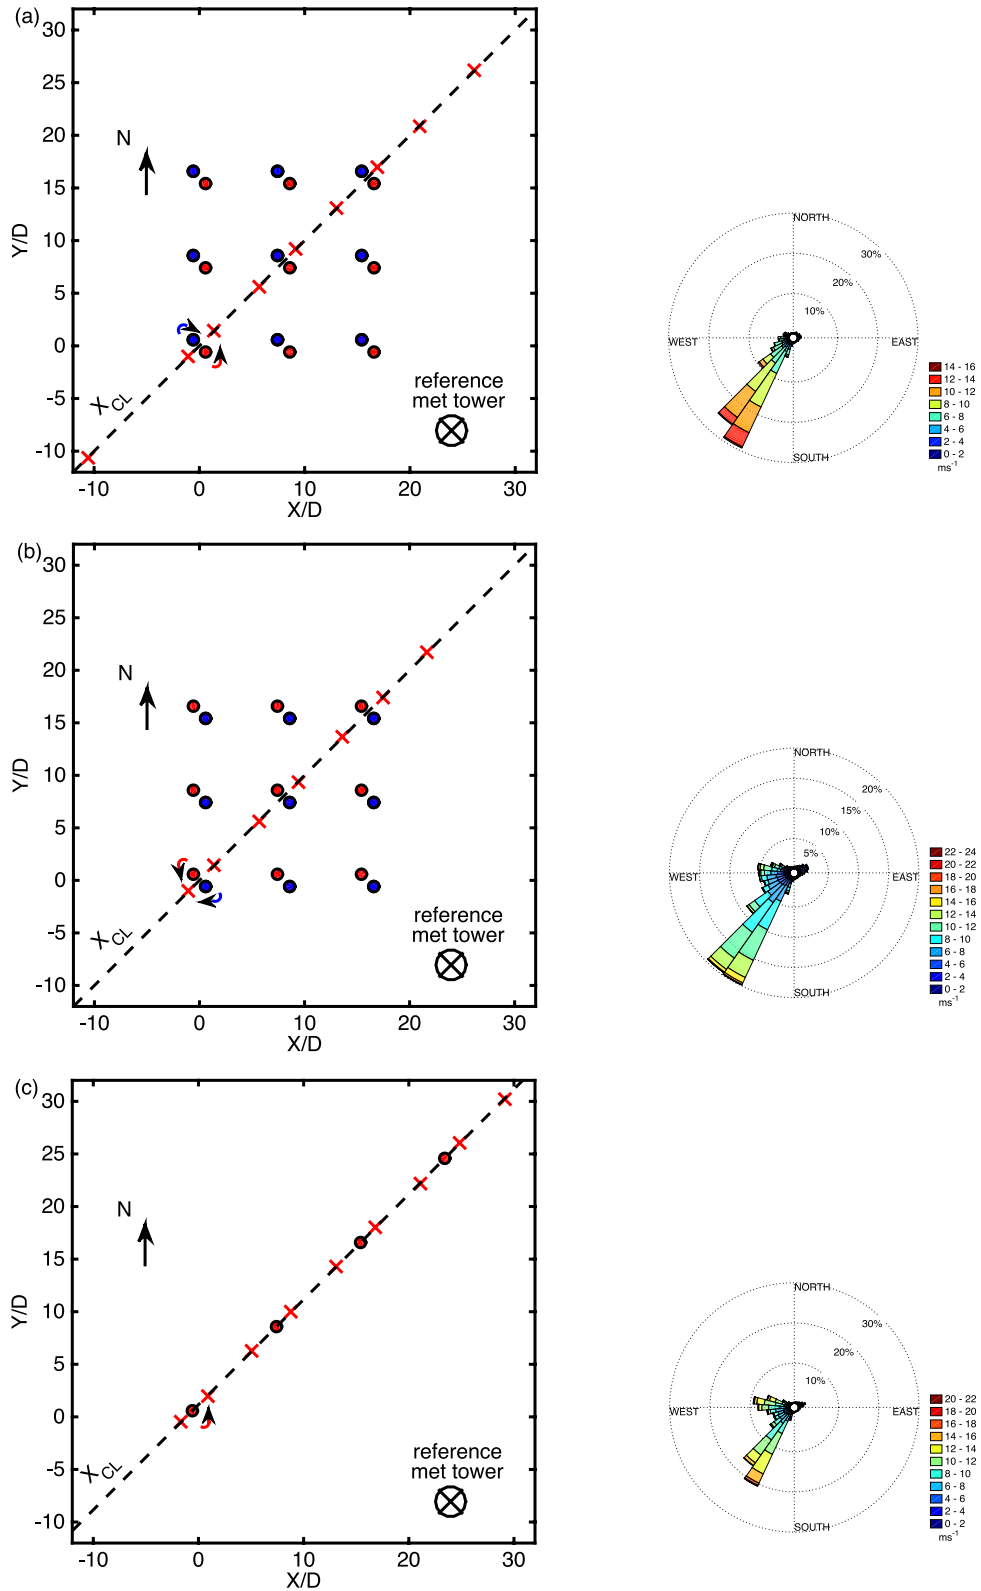 (a)
30
25
20
15
10
5
0
-5
-10
Y/D
N
X CL
reference
met tower
-10 0 10 20 30
X/D
NORTH
30%
20%
10%
WEST
EAST
SOUTH
14 - 16
12 - 14
10 - 12
8 - 10
6 - 8
4 - 6
2 - 4
0 - 2
ms-1
(b)
30
25
20
15
10
5
0
-5
-10
Y/D
N
X CL
reference
met tower
-10 0 10 20 30
X/D
NORTH
20%
15%
10%
5%
WEST
EAST
SOUTH
22 - 24
20 - 22
18 - 20
16 - 18
14 - 16
12 - 14
10 - 12
8 - 10
6 - 8
4 - 6
2 - 4
0 - 2
ms-1
(c)
30
25
20
15
10
5
0
-5
-10
Y/D
N
X CL
reference
met tower
-10 0 10 20 30
X/D
NORTH
30%
20%
10%
WEST
EAST
SOUTH
20 - 22
18 - 20
16 - 18
14 - 16
12 - 14
10 - 12
8 - 10
6 - 8
4 - 6
2 - 4
0 - 2
ms-1